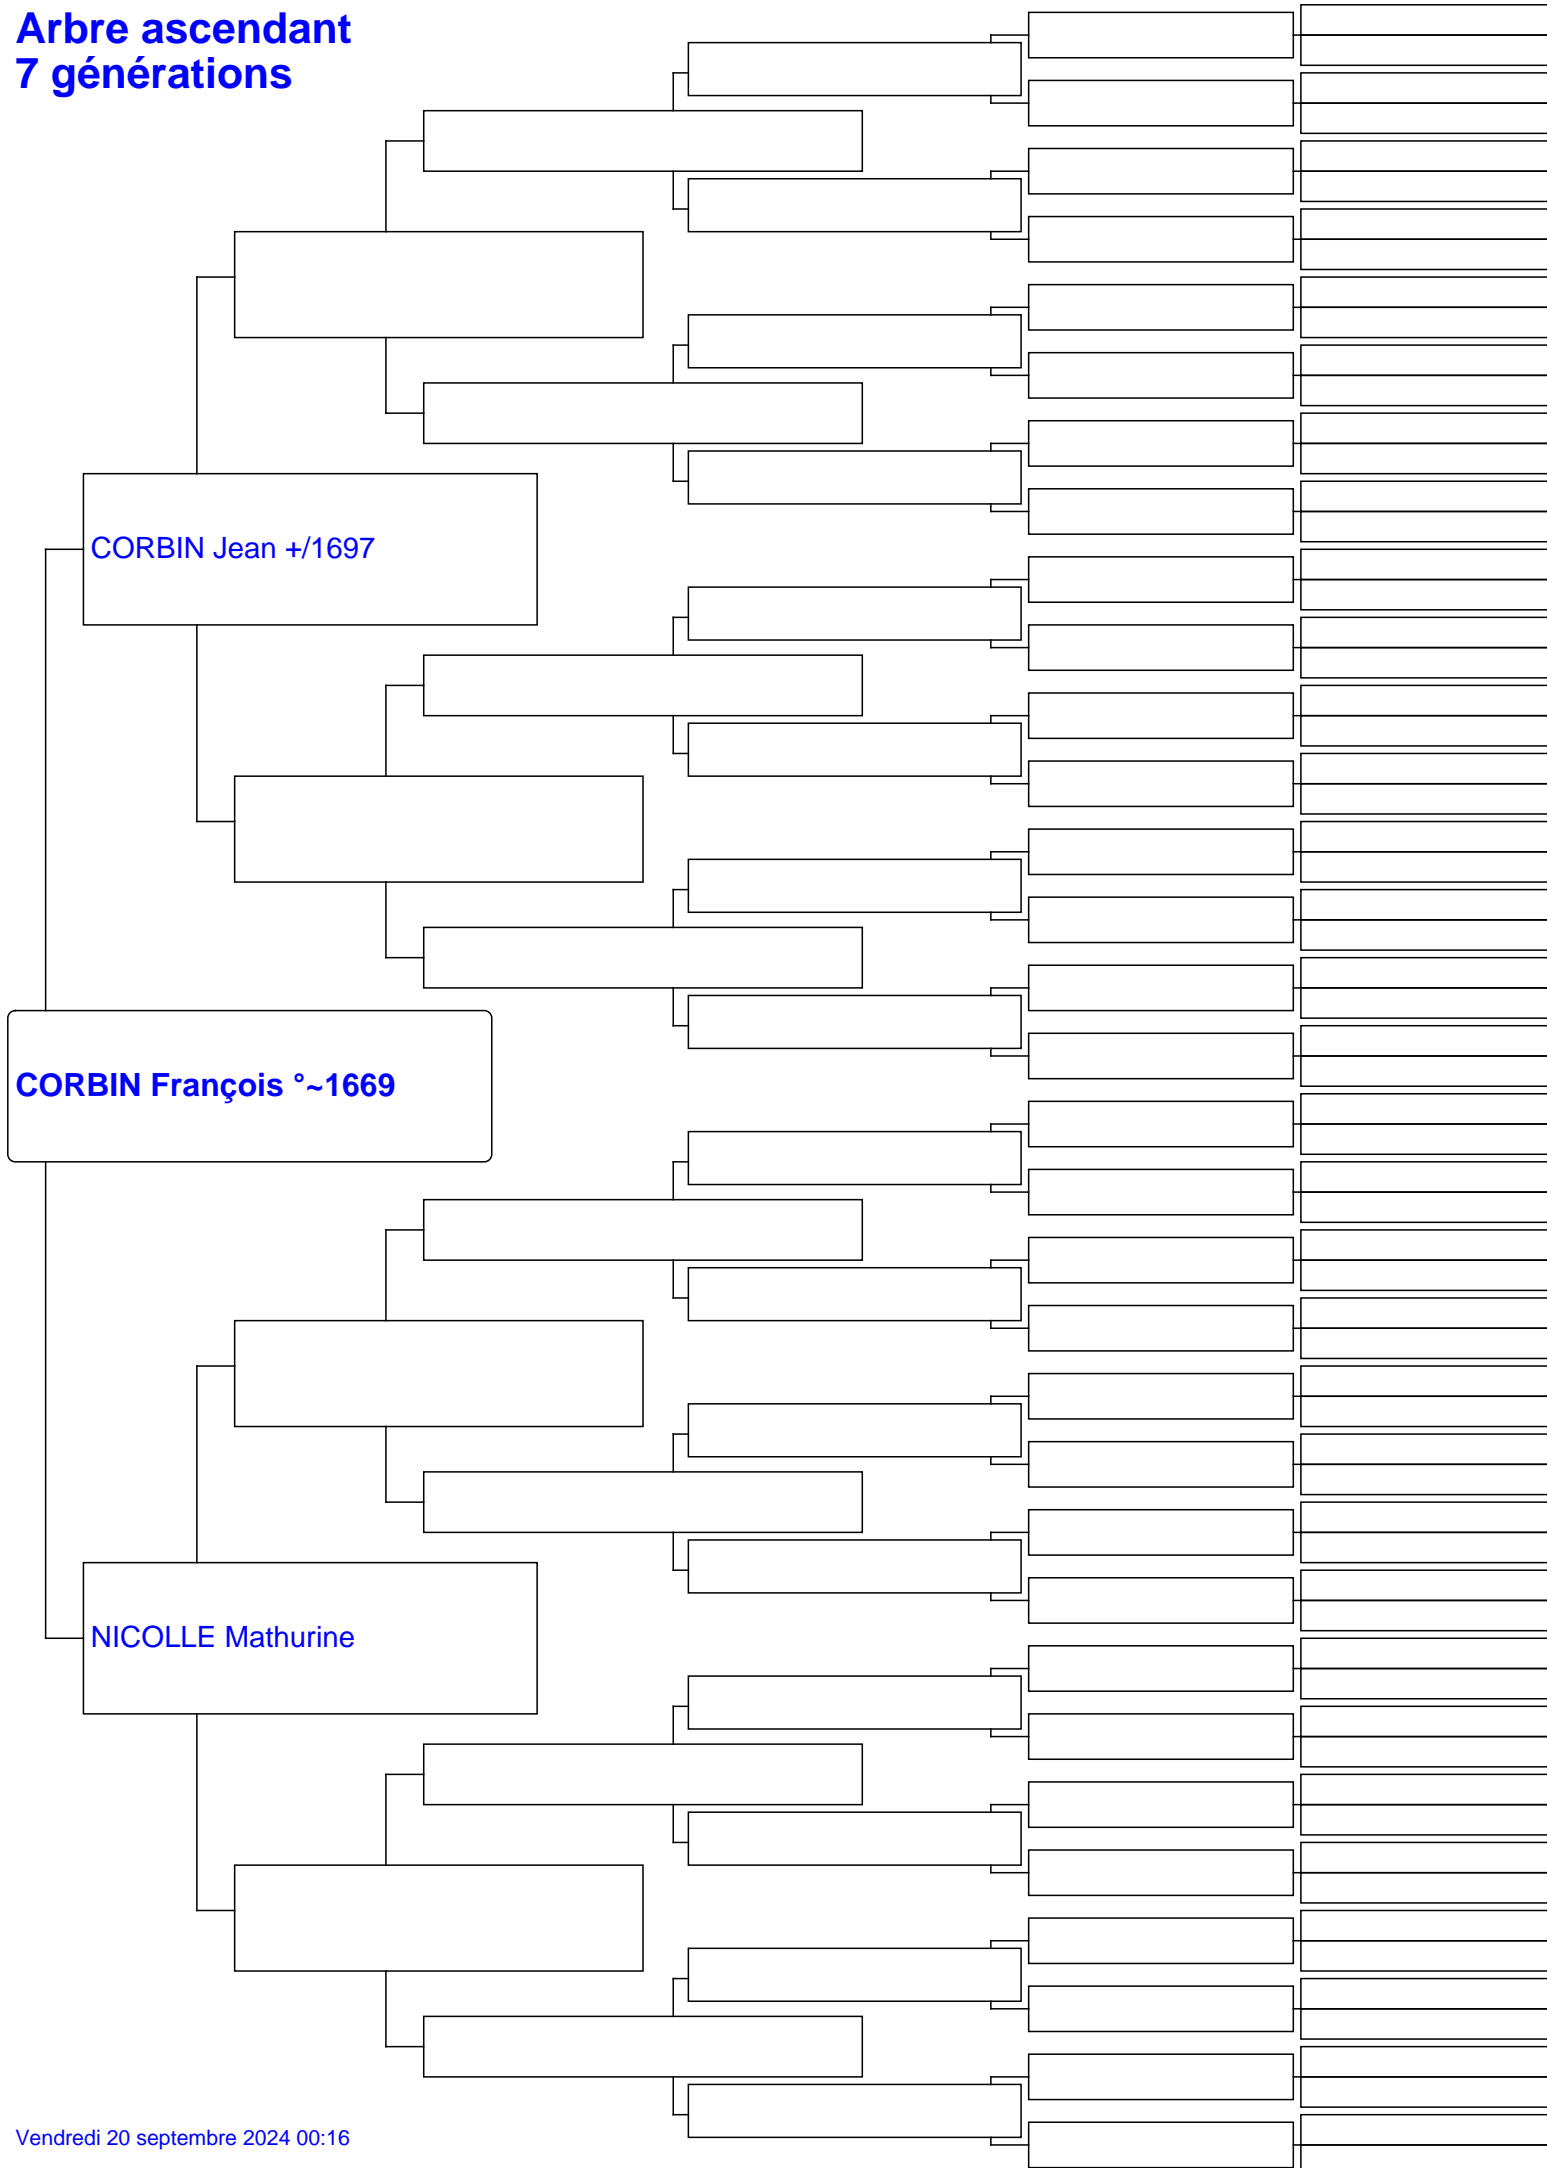 Arbre ascendant
7 générations
CORBIN Jean +/1697
CORBIN François °~1669
NICOLLE Mathurine
Vendredi 20 septembre 2024 00:16